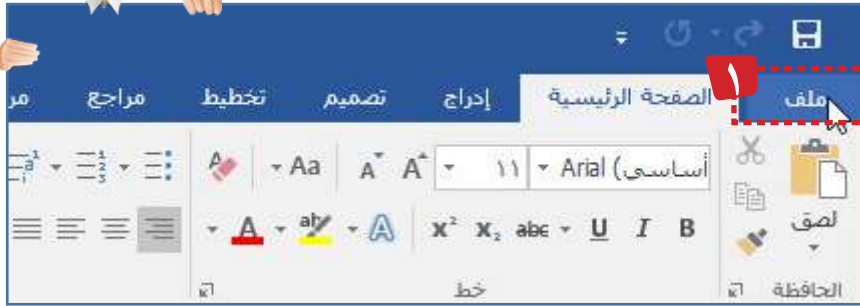 ١
ملف الصفحة الرئيسية إدراج تصميم تخطيط مراجع مر
Arial (أساسي ١١ A A Aa
لصق B I U abc X₂ X² A aby A
الحافظة خط